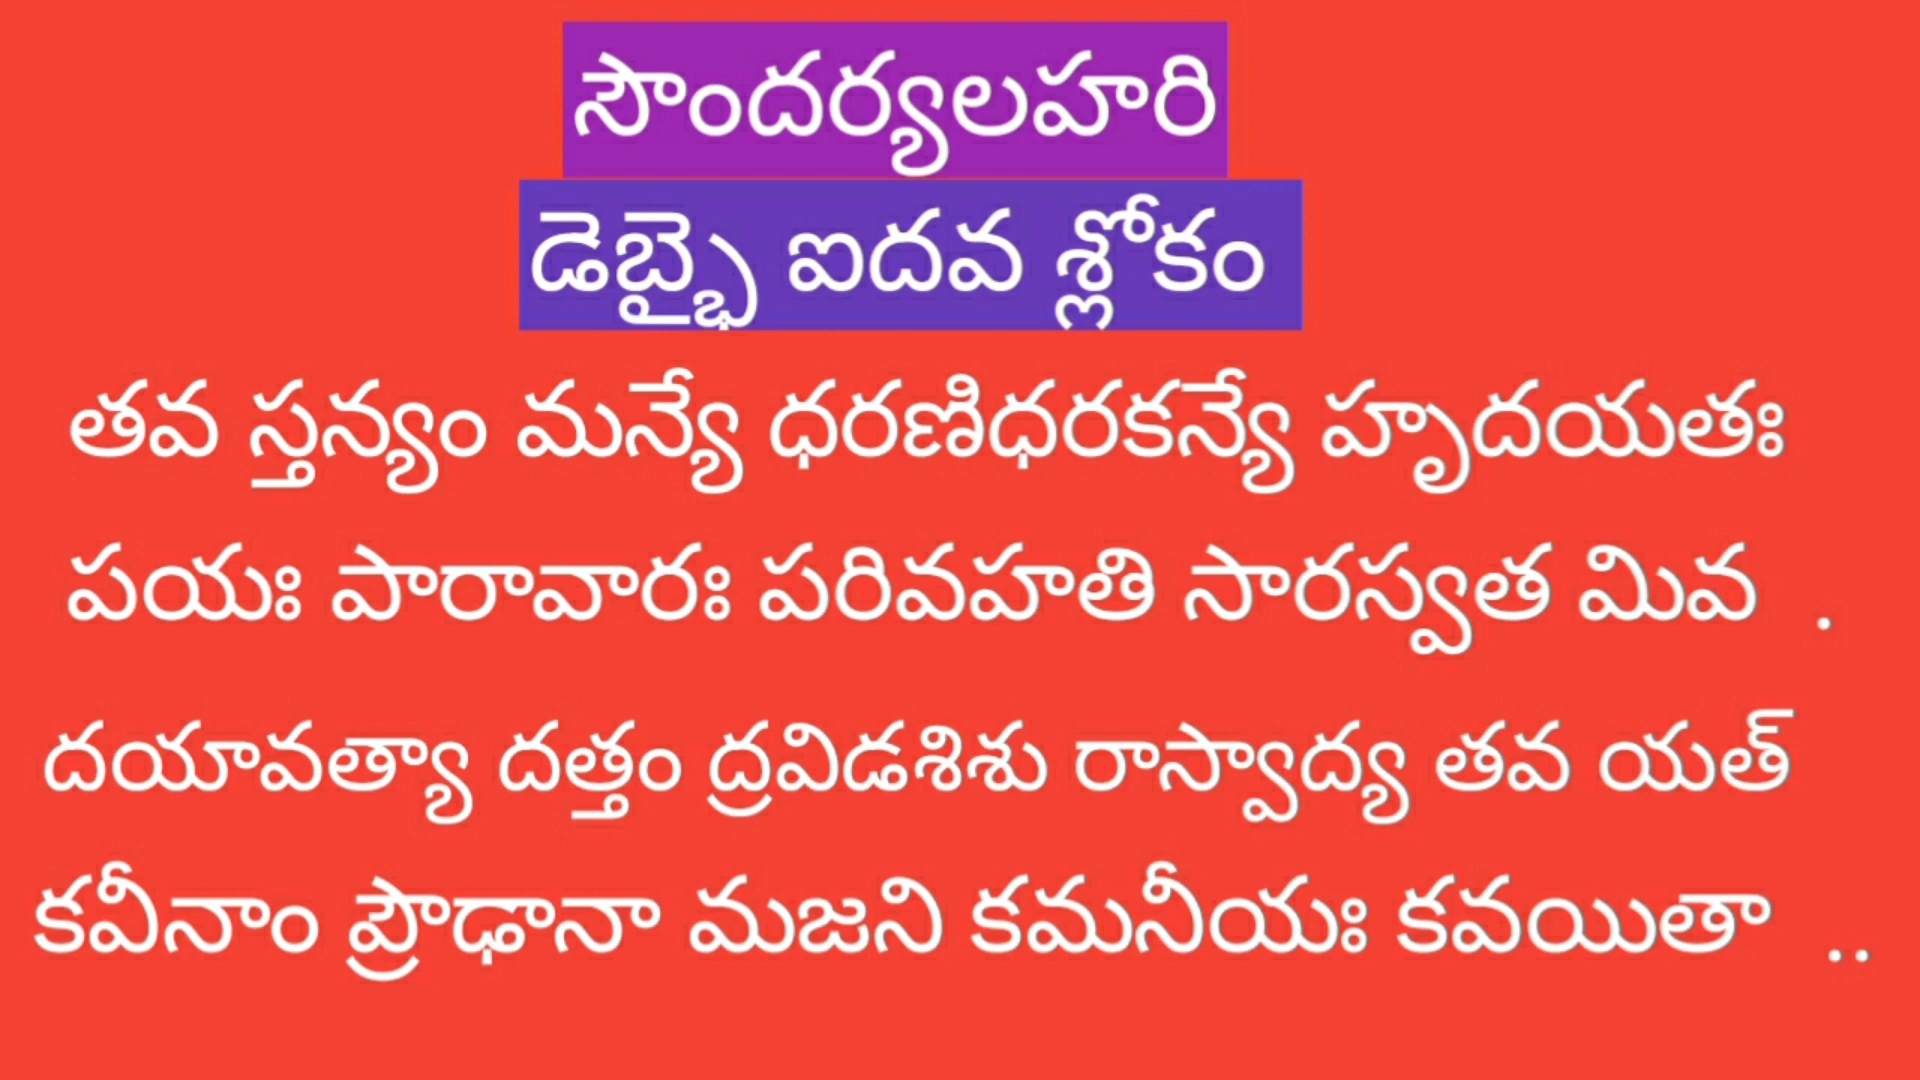 సౌందర్యలహరి
డెబ్భై ఐదవ శ్లోకం
తవ స్తన్యం మన్యే ధరణిధరకన్యే హృదయతః
పయః పారావారః పరివహతి సారస్వత మివ .
దయావత్యా దత్తం ద్రవిడశిశు రాస్వాద్య తవ యత్
కవీనాం ప్రౌఢానా మజని కమనీయః కవయితా ..